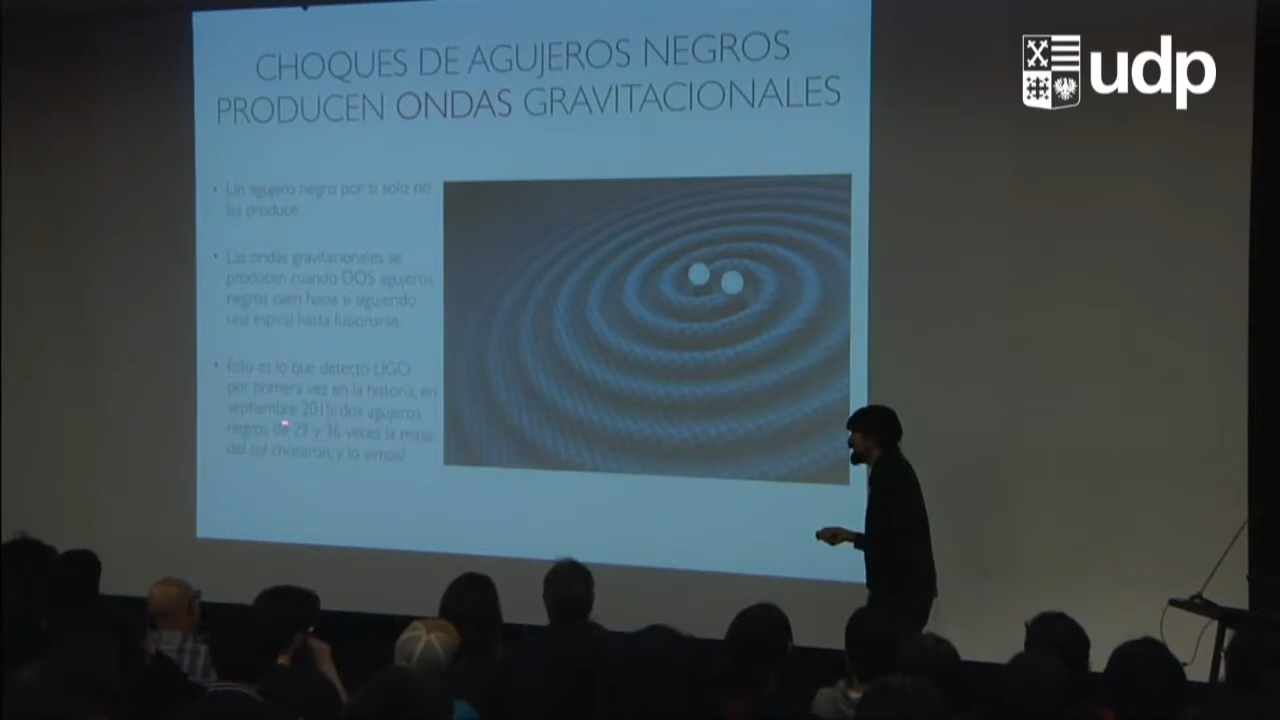 CHOQUES DE AGUJEROS NEGROS
PRODUCEN ONDAS GRAVITACIONALES
udp
• Un agujero negro por si solo no
las produce
• Las ondas gravitacionales se
producen cuando DOS agujeros
negros caen hacia si siguiendo
una espiral hasta fusionarse
• Esto es lo que detectó LIGO
por primera vez en la historia, en
septiembre 2015: dos agujeros
negros de 29 y 36 veces la masa
del sol chocaron, y lo vimos!